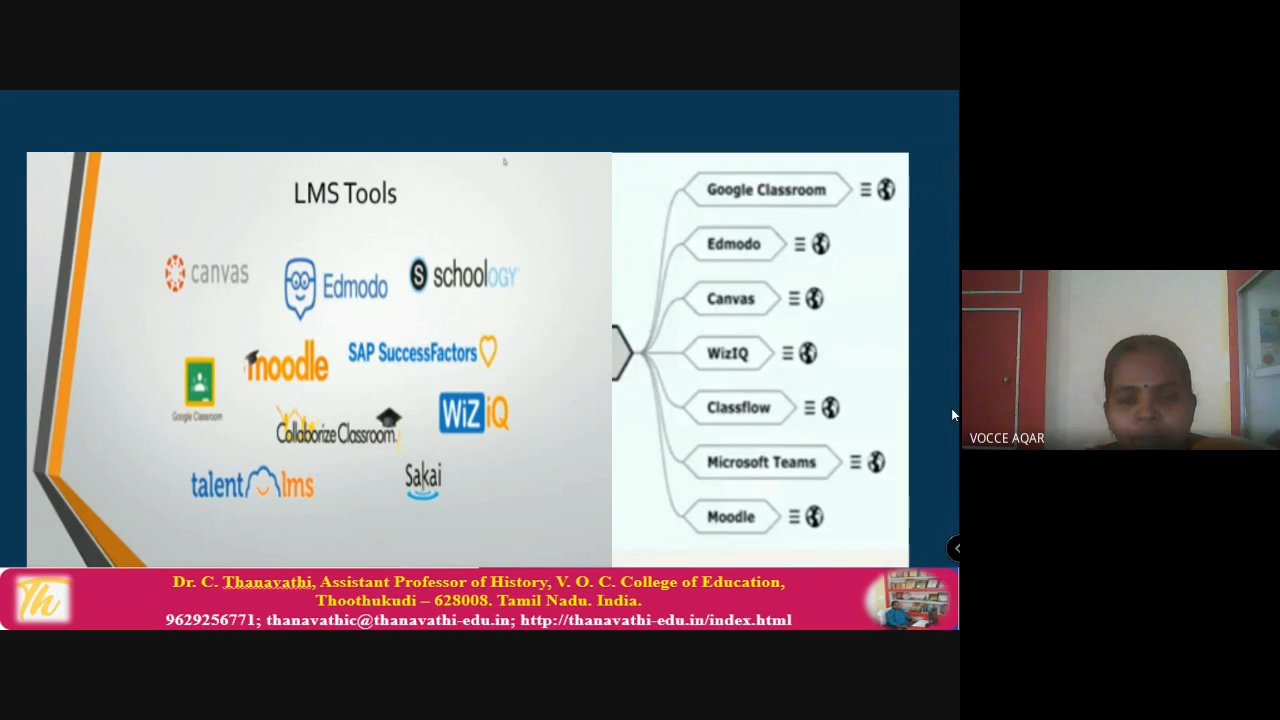 LMS Tools
canvas
Edmodo
schoology
moodle
SAP SuccessFactors
Google Classroom
Collaborize Classroom
WiZiQ
talent lms
Sakai
Google Classroom
Edmodo
Canvas
WizIQ
Classflow
Microsoft Teams
Moodle
Th
Dr. C. Thanavathi, Assistant Professor of History, V. O. C. College of Education,
Thoothukudi – 628008. Tamil Nadu. India.
9629256771; thanavathic@thanavathi-edu.in; http://thanavathi-edu.in/index.html
VOCCE AQAR